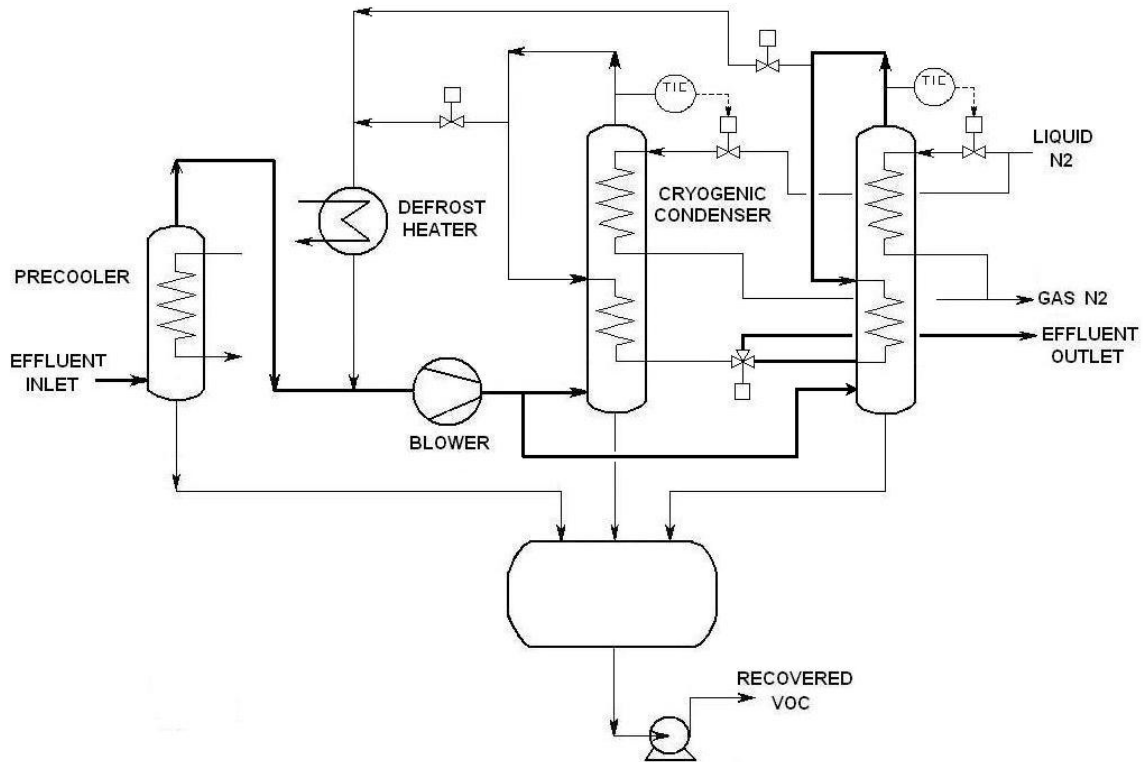 TIC
TIC
LIQUID
N2
CRYOGENIC
CONDENSER
DEFROST
HEATER
PRECOOLER
GAS N2
EFFLUENT
OUTLET
EFFLUENT
INLET
BLOWER
RECOVERED
VOC